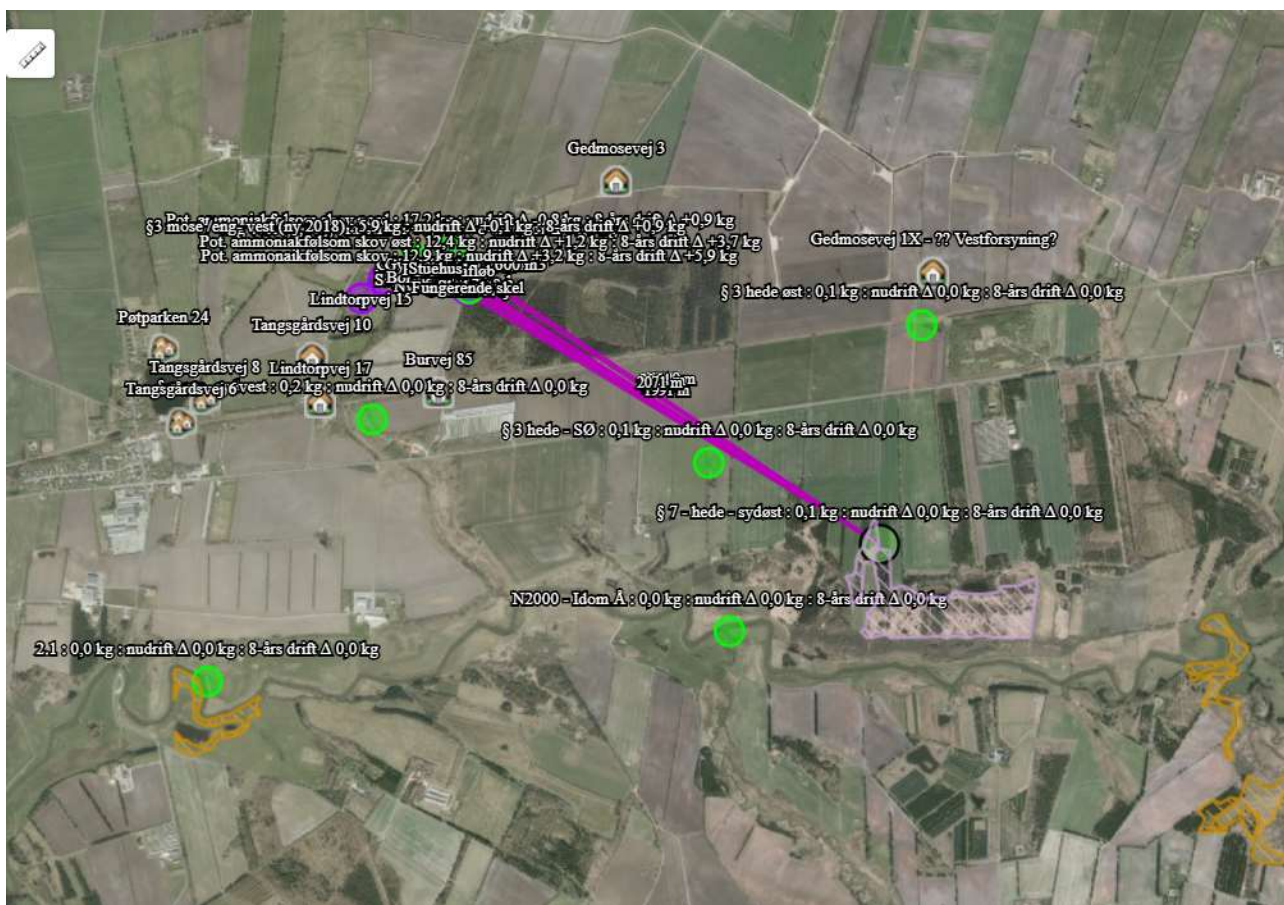 Gedmosevej 3
§3 mose / eng, vest (ny 2018) : 5,9 kg : nudrift Δ +0,1 kg : 8-års drift Δ +0,9 kg
Pot. ammoniakfølsom skov øst : 12,4 kg : nudrift Δ +1,2 kg : 8-års drift Δ +3,7 kg
Gedmosevej 1X - ?? Vestforsyning?
Pot. ammonaikfølsom skov : 12,9 kg : nudrift Δ +3,2 kg : 8-års drift Δ +5,9 kg
Stuehus
Fungerende skel
§ 3 hede øst : 0,1 kg : nudrift Δ 0,0 kg : 8-års drift Δ 0,0 kg
Lindtorpvej 15
Pøtparken 24
Tangsgårdsvej 10
Tangsgårdsvej 8
Lindtorpvej 17
Burvej 85
2071 m
1991 m
Tangsgårdsvej 6
vest : 0,2 kg : nudrift Δ 0,0 kg : 8-års drift Δ 0,0 kg
§ 3 hede - SØ : 0,1 kg : nudrift Δ 0,0 kg : 8-års drift Δ 0,0 kg
§ 7 - hede - sydøst : 0,1 kg : nudrift Δ 0,0 kg : 8-års drift Δ 0,0 kg
N2000 - Idom Å : 0,0 kg : nudrift Δ 0,0 kg : 8-års drift Δ 0,0 kg
2.1 : 0,0 kg : nudrift Δ 0,0 kg : 8-års drift Δ 0,0 kg